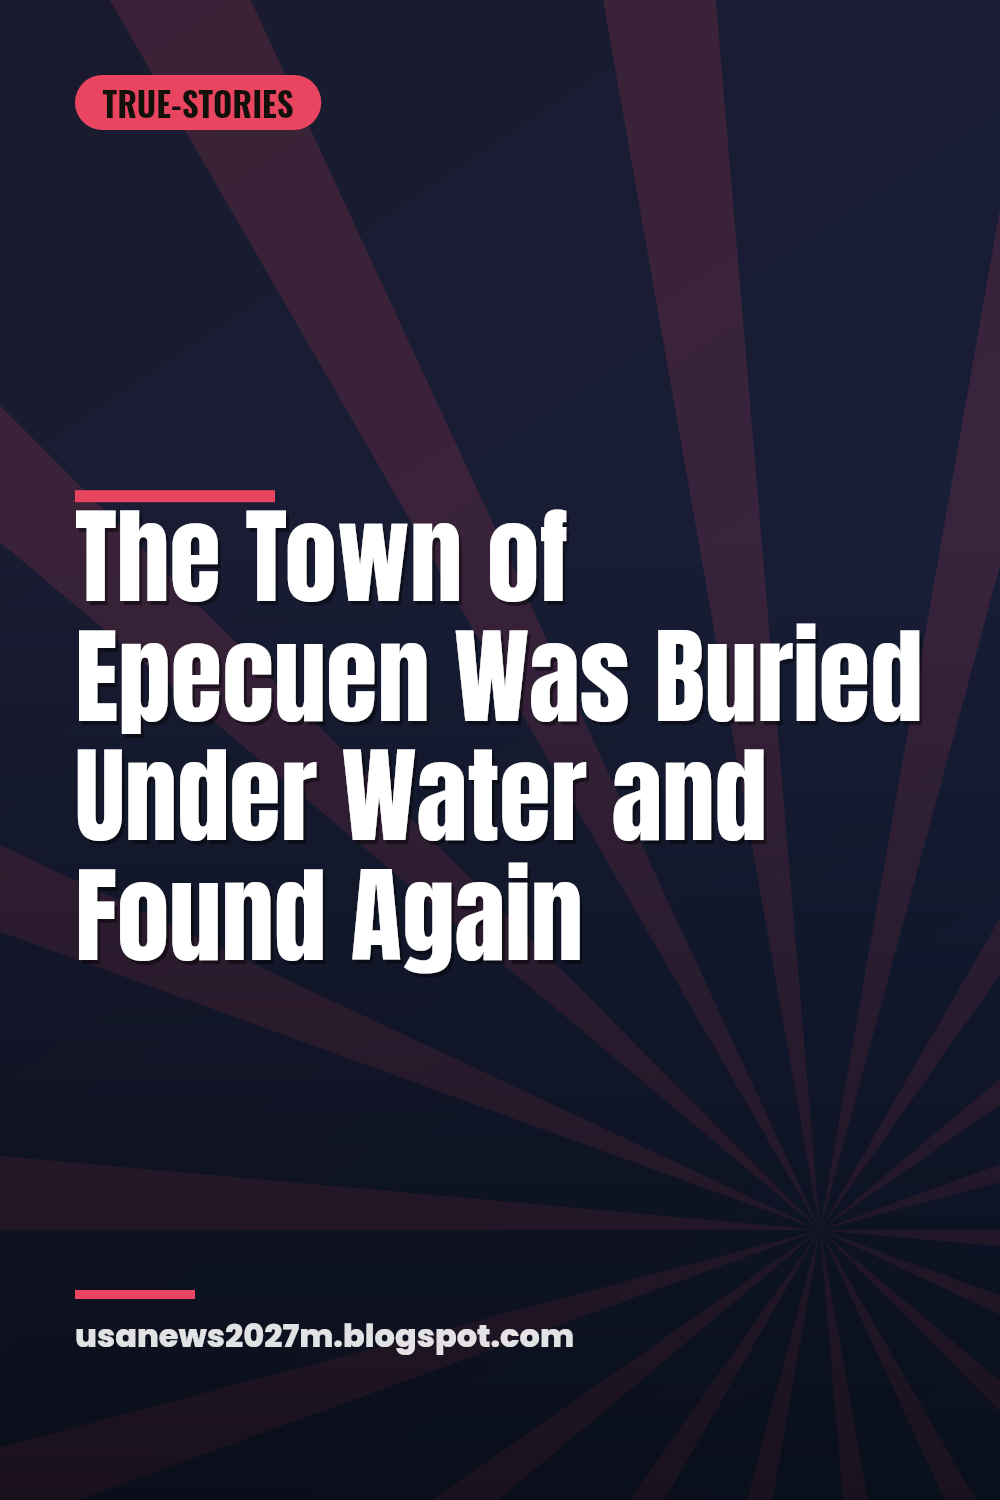 TRUE-STORIES
The Town of
Epecuen Was Buried
Under Water and
Found Again
usanews2027m.blogspot.com